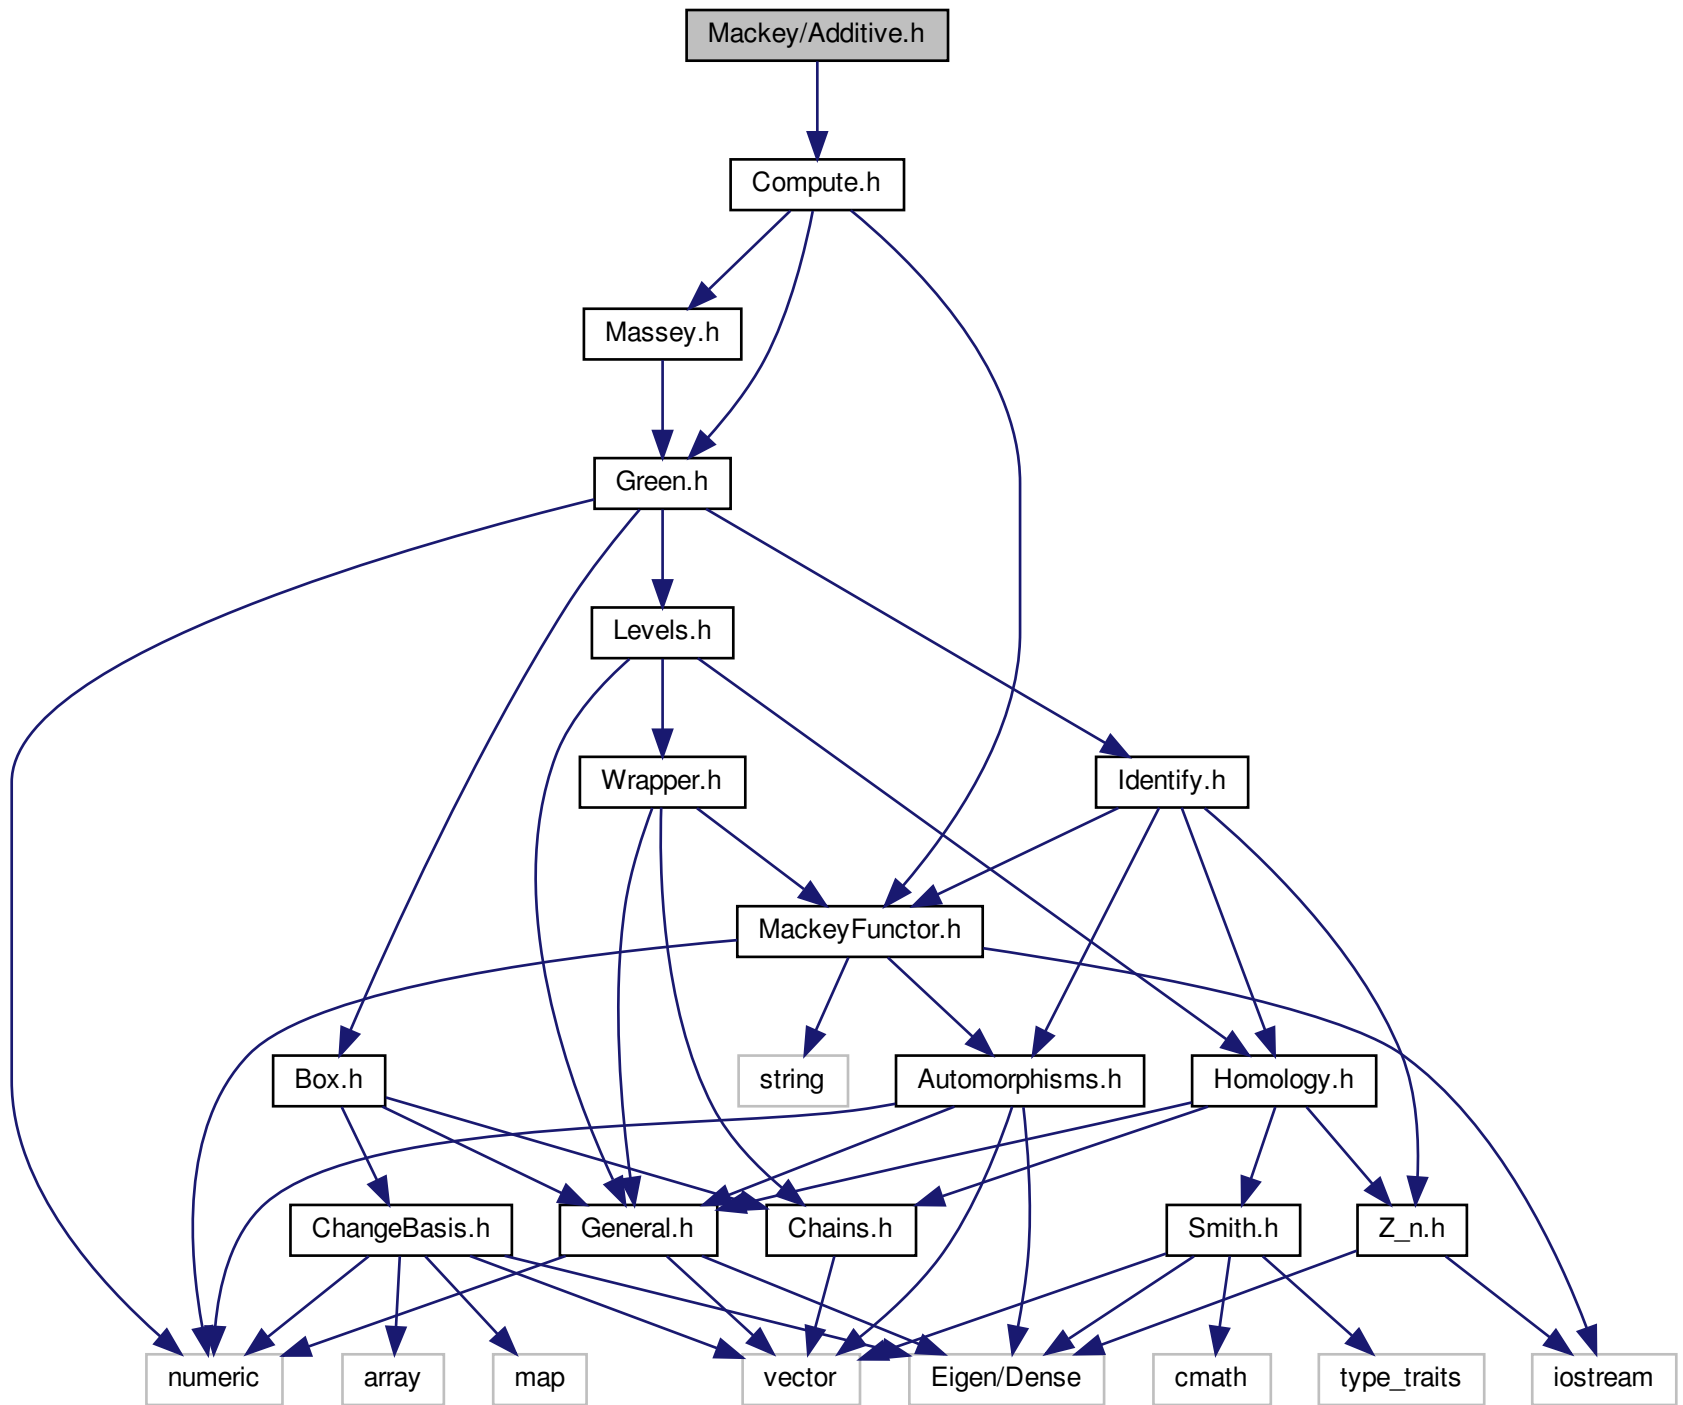 Mackey/Additive.h
Compute.h
Massey.h
Green.h
Levels.h
Wrapper.h
Identify.h
MackeyFunctor.h
Box.h
string
Automorphisms.h
Homology.h
ChangeBasis.h
General.h
Chains.h
Smith.h
Z_n.h
numeric
array
map
vector
Eigen/Dense
cmath
type_traits
iostream